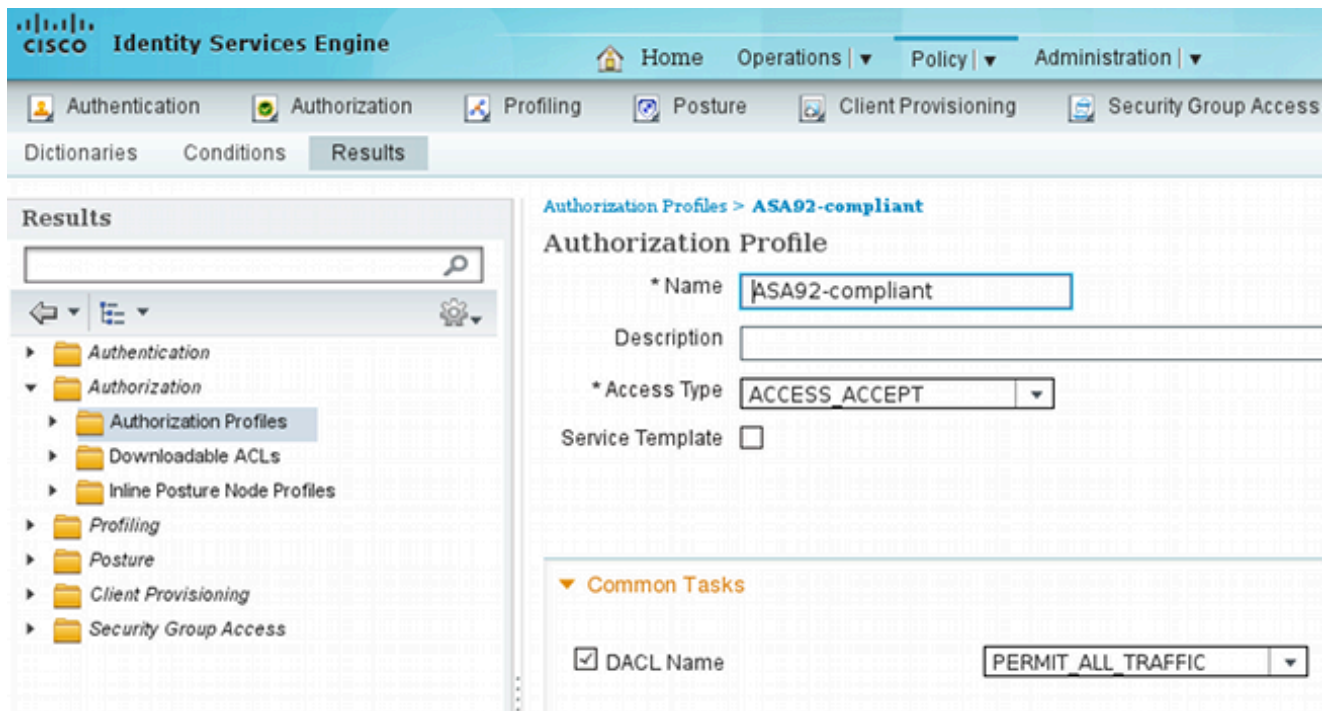 cisco Identity Services Engine
Home Operations Policy Administration
Authentication Authorization Profiling Posture Client Provisioning Security Group Access
Dictionaries Conditions Results
Results
Authentication
Authorization
Authorization Profiles
Downloadable ACLs
Inline Posture Node Profiles
Profiling
Posture
Client Provisioning
Security Group Access
Authorization Profiles > ASA92-compliant
Authorization Profile
* Name ASA92-compliant
Description
* Access Type ACCESS_ACCEPT
Service Template
Common Tasks
DACL Name PERMIT_ALL_TRAFFIC